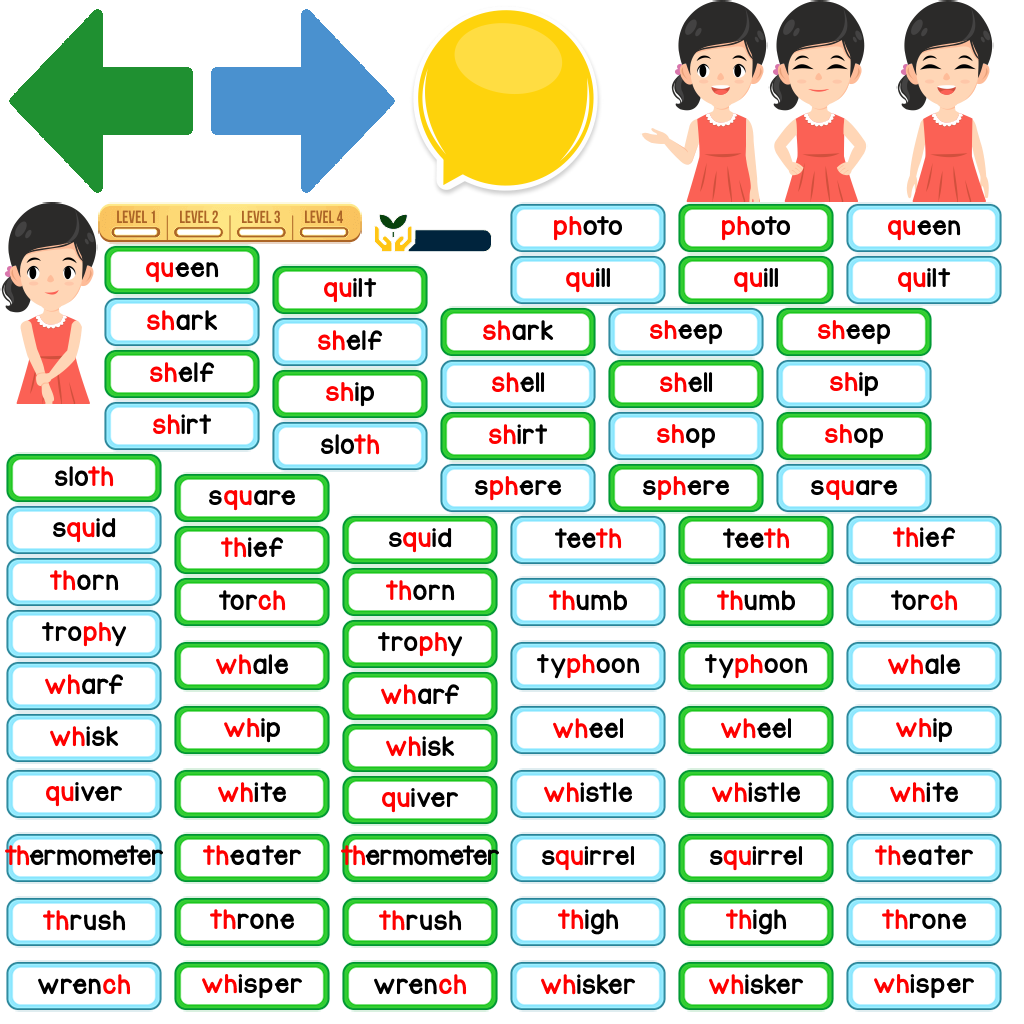 LEVEL 1 LEVEL 2 LEVEL 3 LEVEL 4
photo photo queen
queen
quill quill quilt
quilt
shark
shark sheep sheep
shelf
shelf
shell shell ship
ship
shirt
shirt shop shop
sloth
sloth
sphere sphere square
square
squid
squid teeth teeth thief
thief
thorn
thorn
torch thumb thumb torch
trophy
trophy
whale typhoon typhoon whale
wharf
wharf
whip wheel wheel whip
whisk
whisk
quiver white whistle whistle white
quiver
thermometer theater thermometer squirrel squirrel theater
thrush throne thrush thigh thigh throne
wrench whisper wrench whisker whisker whisper